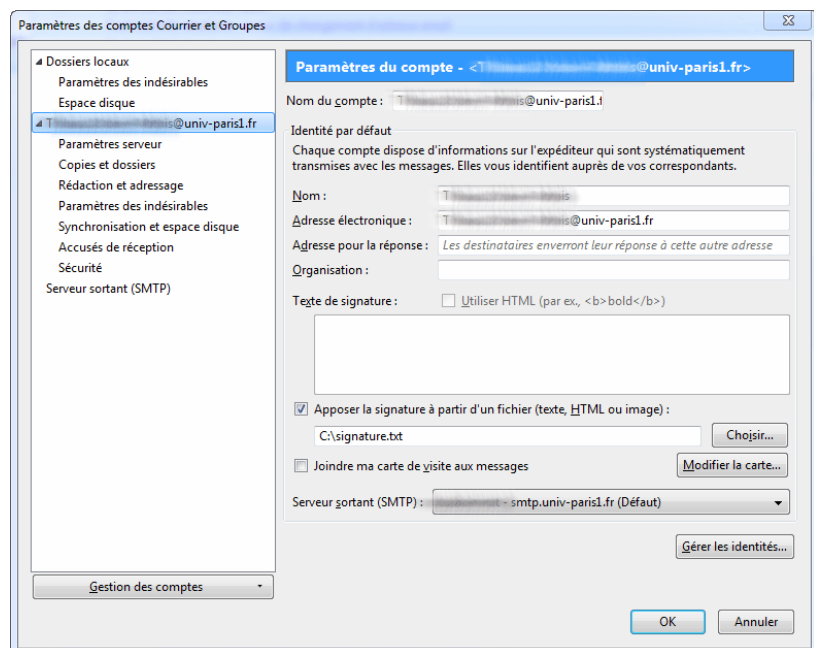 Paramètres des comptes Courrier et Groupes
Dossiers locaux
Paramètres des indésirables
Espace disque
@univ-paris1.fr
Paramètres serveur
Copies et dossiers
Rédaction et adressage
Paramètres des indésirables
Synchronisation et espace disque
Accusés de réception
Sécurité
Serveur sortant (SMTP)
Gestion des comptes
Paramètres du compte - <T @univ-paris1.fr>
Nom du compte : T @univ-paris1.f
Identité par défaut
Chaque compte dispose d'informations sur l'expéditeur qui sont systématiquement
transmises avec les messages. Elles vous identifient auprès de vos correspondants.
Nom : T
Adresse électronique : T @univ-paris1.fr
Adresse pour la réponse : Les destinataires enverront leur réponse à cette autre adresse
Organisation :
Texte de signature : Utiliser HTML (par ex., <b>bold</b>)
Apposer la signature à partir d'un fichier (texte, HTML ou image) :
C:\signature.txt Choisir...
Joindre ma carte de visite aux messages Modifier la carte...
Serveur sortant (SMTP) : - smtp.univ-paris1.fr (Défaut)
Gérer les identités...
OK Annuler